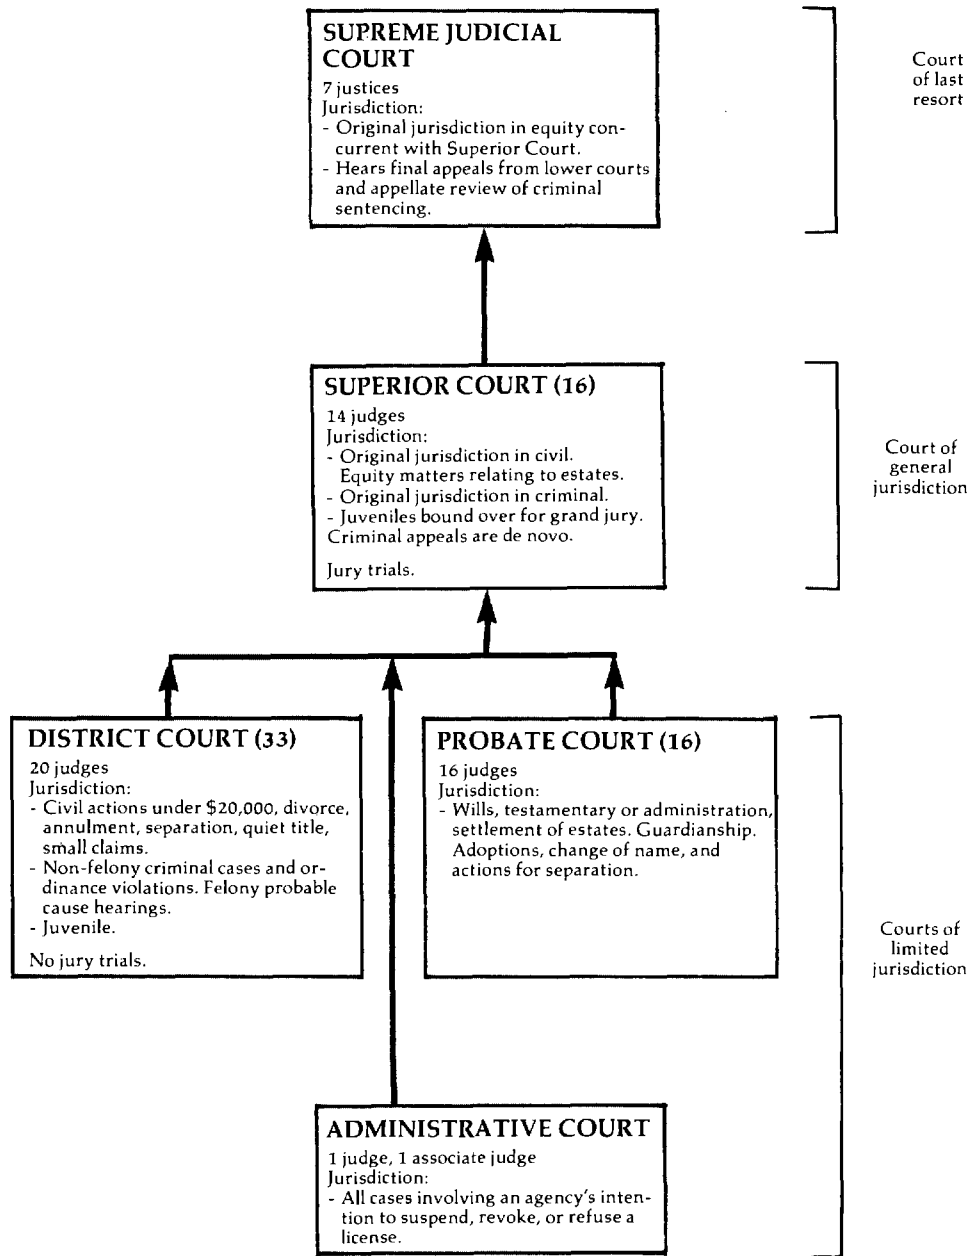 SUPREME JUDICIAL
COURT
7 justices
Jurisdiction:
- Original jurisdiction in equity con-
current with Superior Court.
- Hears final appeals from lower courts
and appellate review of criminal
sentencing.
Court
of last
resort
SUPERIOR COURT (16)
14 judges
Jurisdiction:
- Original jurisdiction in civil.
Equity matters relating to estates.
- Original jurisdiction in criminal.
- Juveniles bound over for grand jury.
Criminal appeals are de novo.
Jury trials.
Court of
general
jurisdiction
DISTRICT COURT (33)
20 judges
Jurisdiction:
- Civil actions under $20,000, divorce,
annulment, separation, quiet title,
small claims.
- Non-felony criminal cases and or-
dinance violations. Felony probable
cause hearings.
- Juvenile.
No jury trials.
PROBATE COURT (16)
16 judges
Jurisdiction:
- Wills, testamentary or administration,
settlement of estates. Guardianship.
Adoptions, change of name, and
actions for separation.
Courts of
limited
jurisdiction
ADMINISTRATIVE COURT
1 judge, 1 associate judge
Jurisdiction:
- All cases involving an agency's inten-
tion to suspend, revoke, or refuse a
license.